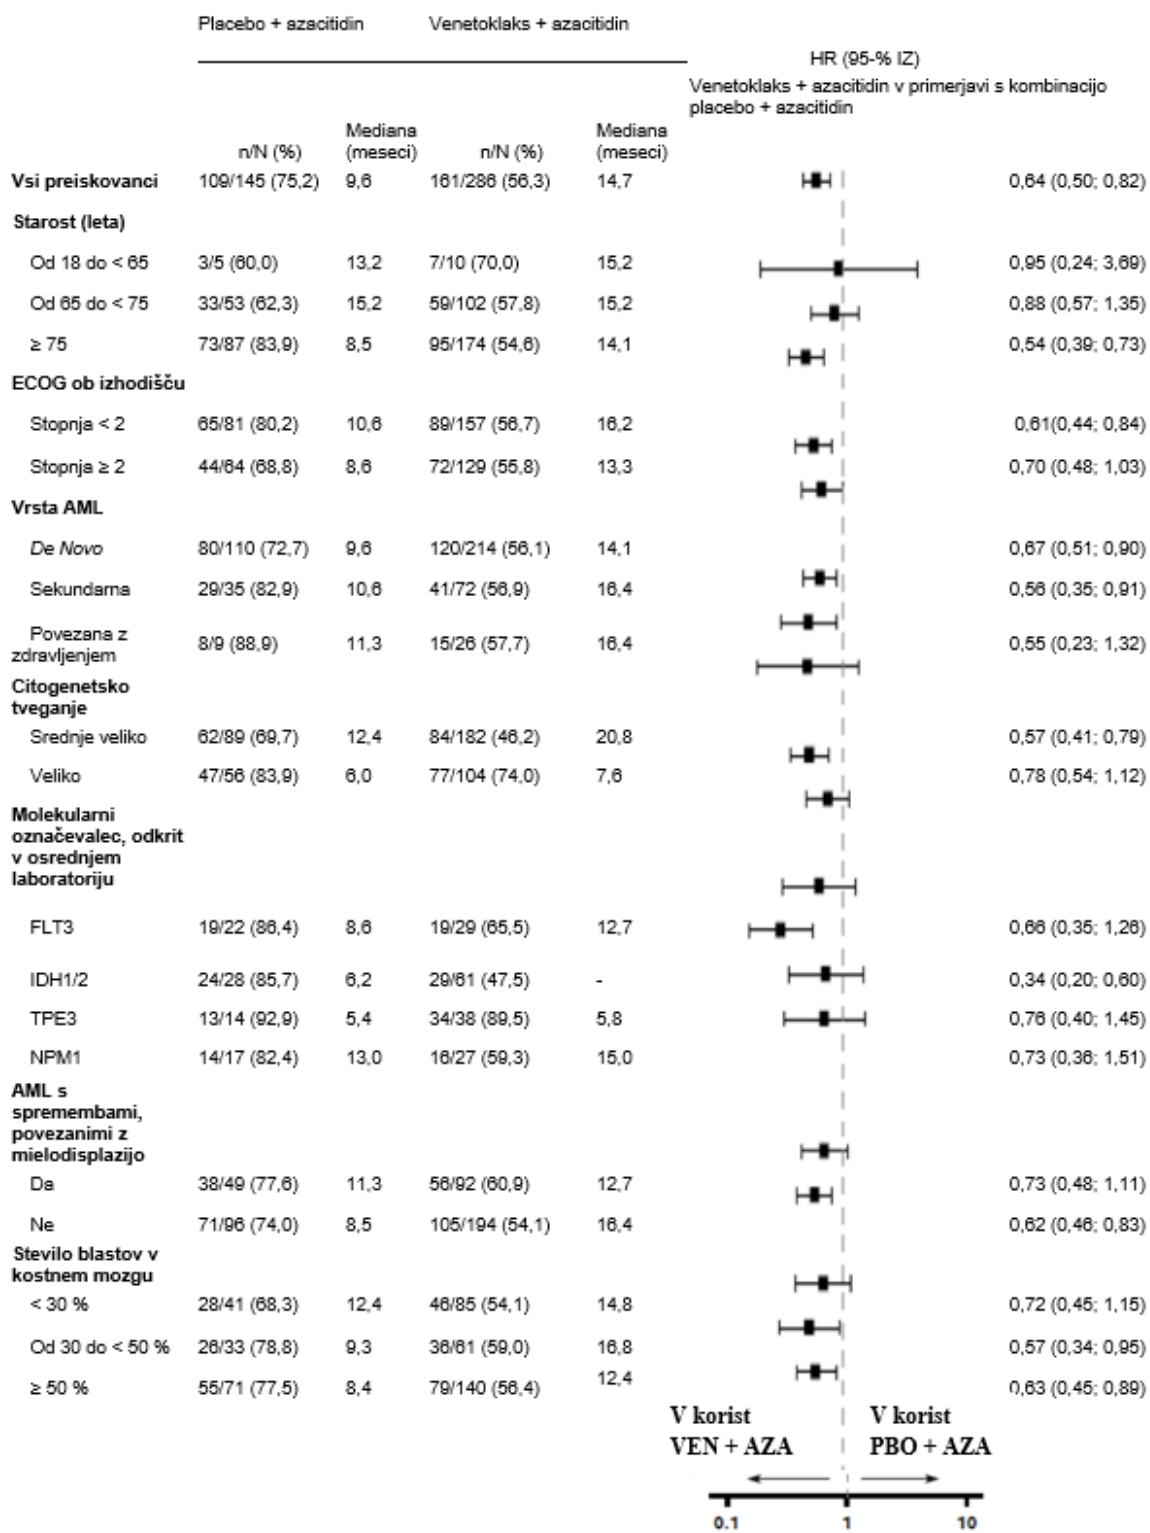 Placebo + azacitidin Venetoklaks + azacitidin
HR (95-% IZ)
Venetoklaks + azacitidin v primerjavi s kombinacijo
placebo + azacitidin
n/N (%) Mediana (meseci) n/N (%) Mediana (meseci)
Vsi preiskovanci 109/145 (75,2) 9,6 161/286 (56,3) 14,7 0,64 (0,50; 0,82)
Starost (leta)
Od 18 do < 65 3/5 (60,0) 13,2 7/10 (70,0) 15,2 0,95 (0,24; 3,69)
Od 65 do < 75 33/53 (62,3) 15,2 59/102 (57,8) 15,2 0,88 (0,57; 1,35)
≥ 75 73/87 (83,9) 8,5 95/174 (54,6) 14,1 0,54 (0,39; 0,73)
ECOG ob izhodišču
Stopnja < 2 65/81 (80,2) 10,6 89/157 (56,7) 16,2 0,61(0,44; 0,84)
Stopnja ≥ 2 44/64 (68,8) 8,6 72/129 (55,8) 13,3 0,70 (0,48; 1,03)
Vrsta AML
De Novo 80/110 (72,7) 9,6 120/214 (56,1) 14,1 0,67 (0,51; 0,90)
Sekundarna 29/35 (82,9) 10,6 41/72 (56,9) 16,4 0,56 (0,35; 0,91)
Povezana z
zdravljenjem 8/9 (88,9) 11,3 15/26 (57,7) 16,4 0,55 (0,23; 1,32)
Citogenetsko
tveganje
Srednje veliko 62/89 (69,7) 12,4 84/182 (46,2) 20,8 0,57 (0,41; 0,79)
Veliko 47/56 (83,9) 6,0 77/104 (74,0) 7,6 0,78 (0,54; 1,12)
Molekularni
označevalec, odkrit
v osrednjem
laboratoriju
FLT3 19/22 (86,4) 8,6 19/29 (65,5) 12,7 0,66 (0,35; 1,26)
IDH1/2 24/28 (85,7) 6,2 29/61 (47,5) - 0,34 (0,20; 0,60)
TPE3 13/14 (92,9) 5,4 34/38 (89,5) 5,8 0,76 (0,40; 1,45)
NPM1 14/17 (82,4) 13,0 16/27 (59,3) 15,0 0,73 (0,36; 1,51)
AML s
spremembami,
povezanimi z
mielodisplazijo
Da 38/49 (77,6) 11,3 56/92 (60,9) 12,7 0,73 (0,48; 1,11)
Ne 71/96 (74,0) 8,5 105/194 (54,1) 16,4 0,62 (0,46; 0,83)
Stevilo blastov v
kostnem mozgu
< 30 % 28/41 (68,3) 12,4 46/85 (54,1) 14,8 0,72 (0,45; 1,15)
Od 30 do < 50 % 26/33 (78,8) 9,3 36/61 (59,0) 16,8 0,57 (0,34; 0,95)
≥ 50 % 55/71 (77,5) 8,4 79/140 (56,4) 12,4 0,63 (0,45; 0,89)
V korist V korist
VEN + AZA PBO + AZA
0.1 1 10